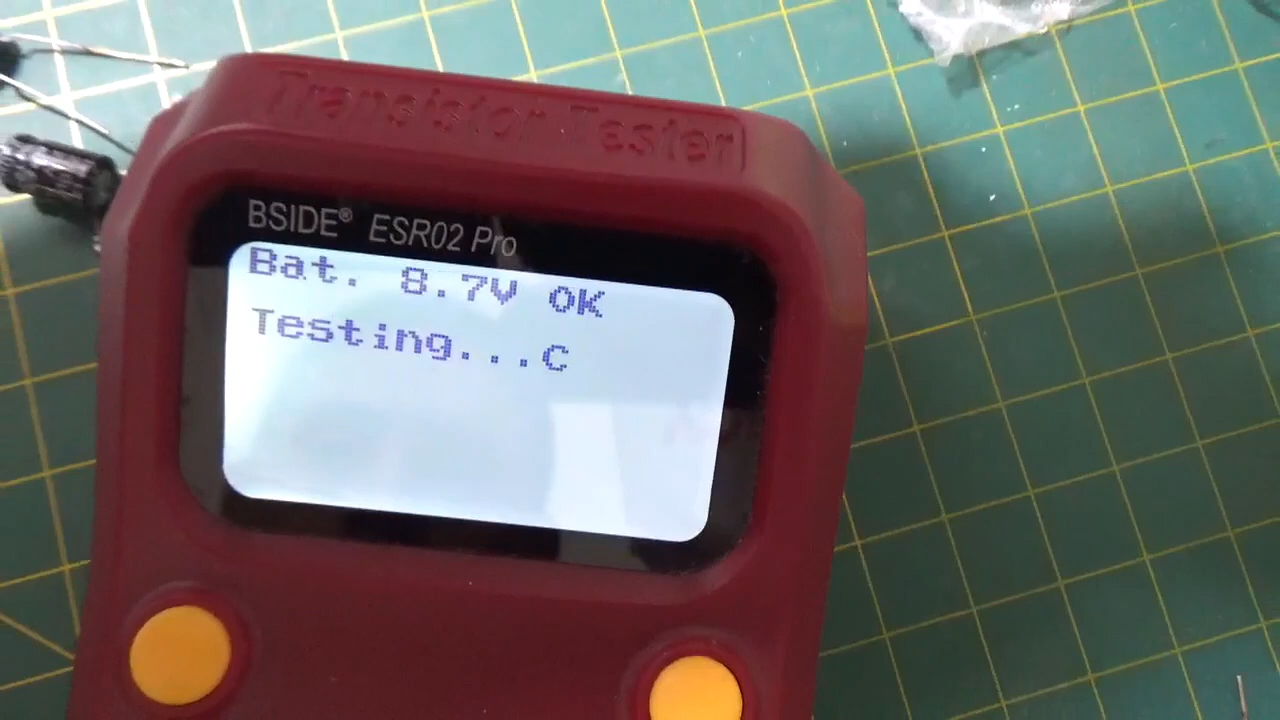 Transistor Tester
BSIDE® ESR02 Pro
Bat. 8.7V OK
Testing...C